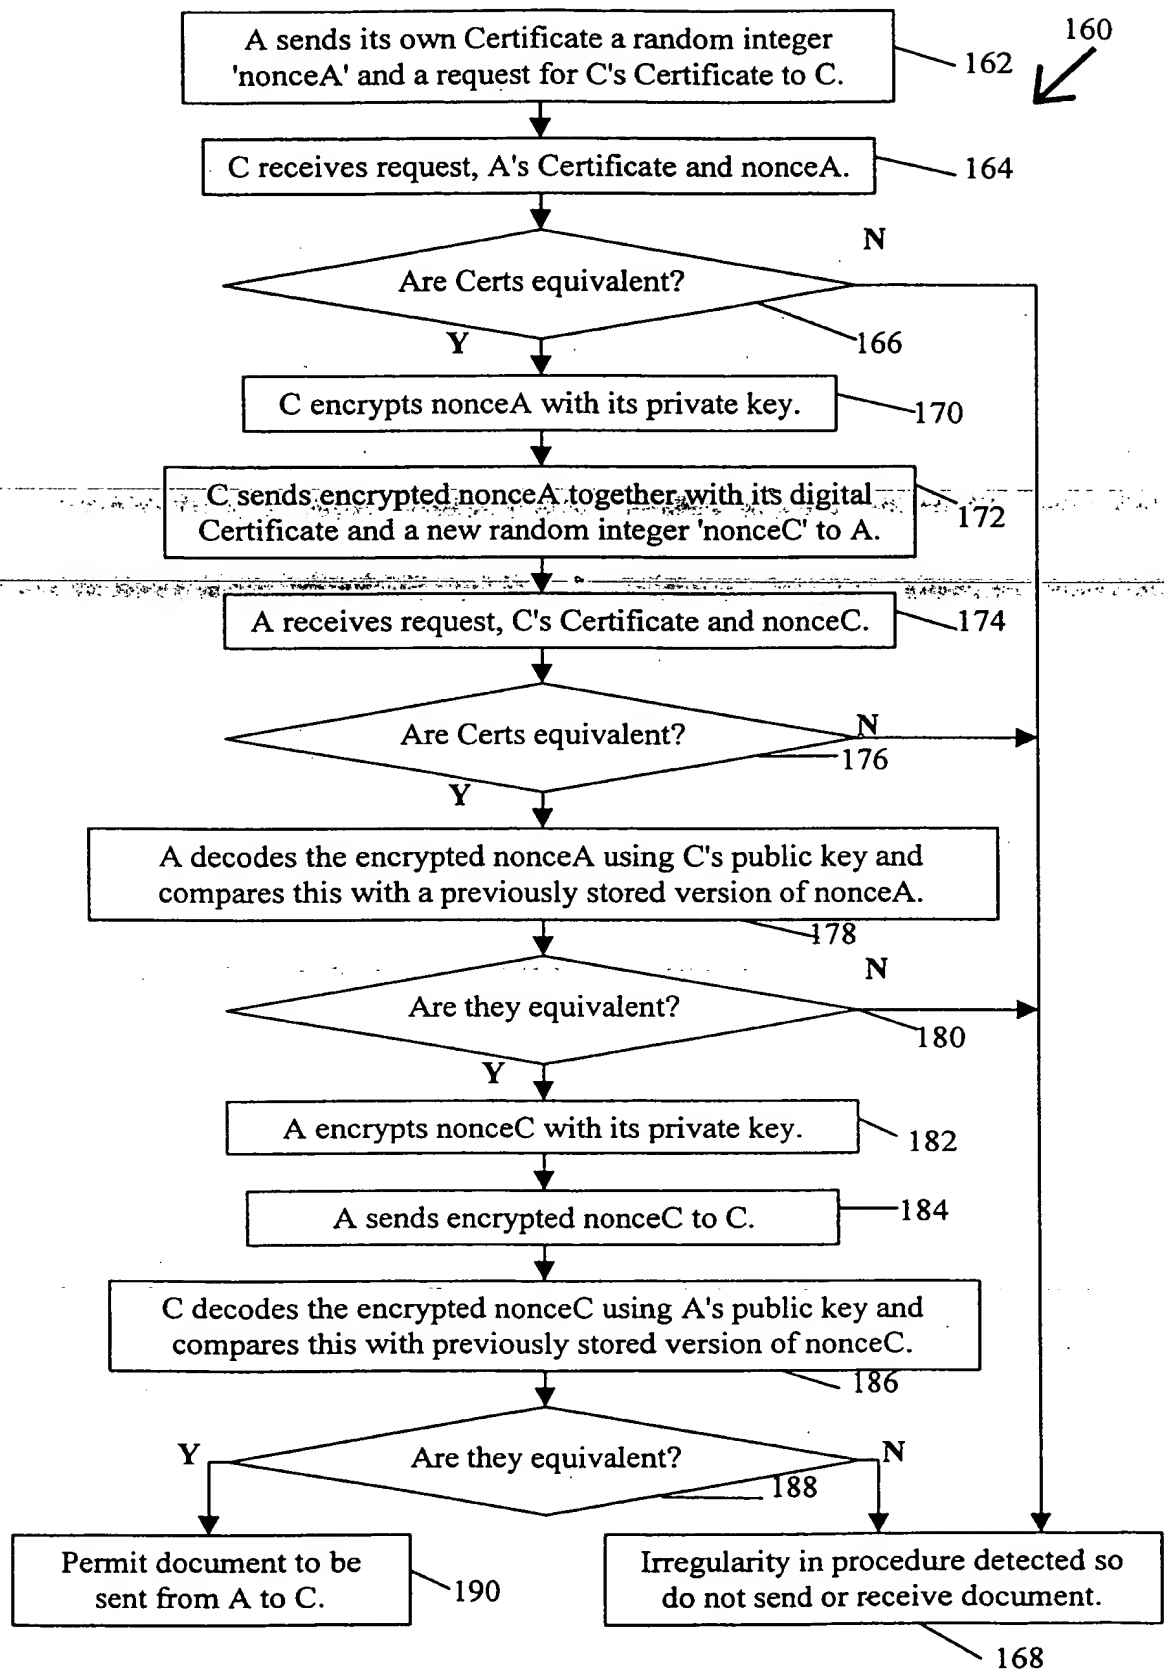 160
A sends its own Certificate a random integer
'nonceA' and a request for C's Certificate to C.
162
C receives request, A's Certificate and nonceA.
164
N
Are Certs equivalent?
166
Y
C encrypts nonceA with its private key.
170
C sends encrypted nonceA together with its digital
Certificate and a new random integer 'nonceC' to A.
172
A receives request, C's Certificate and nonceC.
174
Are Certs equivalent?
N
176
Y
A decodes the encrypted nonceA using C's public key and
compares this with a previously stored version of nonceA.
178
N
Are they equivalent?
180
Y
A encrypts nonceC with its private key.
182
A sends encrypted nonceC to C.
184
C decodes the encrypted nonceC using A's public key and
compares this with previously stored version of nonceC.
186
Y
Are they equivalent?
N
188
Permit document to be
sent from A to C.
190
Irregularity in procedure detected so
do not send or receive document.
168